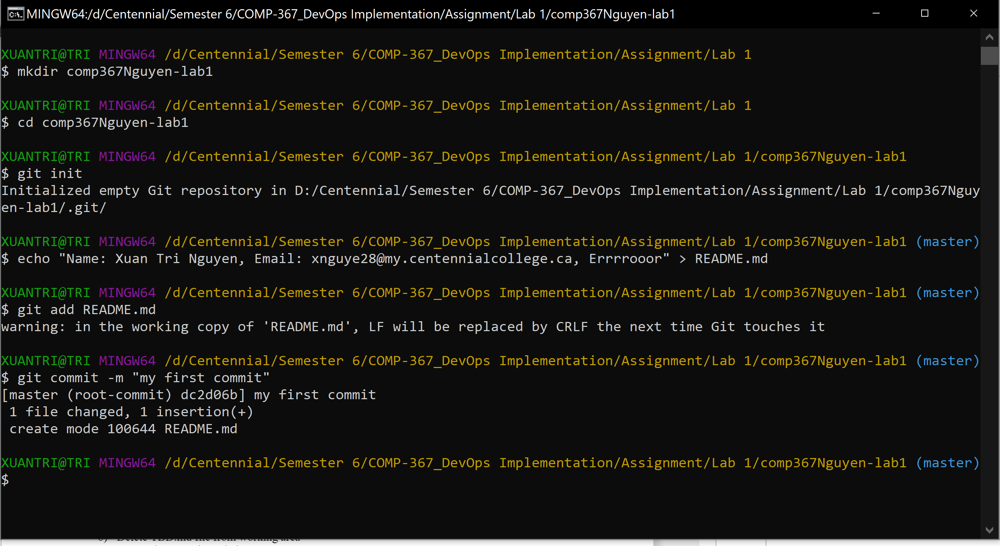 MINGW64:/d/Centennial/Semester 6/COMP-367_DevOps Implementation/Assignment/Lab 1/comp367Nguyen-lab1
XUANTRI@TRI MINGW64 /d/Centennial/Semester 6/COMP-367_DevOps Implementation/Assignment/Lab 1
$ mkdir comp367Nguyen-lab1
XUANTRI@TRI MINGW64 /d/Centennial/Semester 6/COMP-367_DevOps Implementation/Assignment/Lab 1
$ cd comp367Nguyen-lab1
XUANTRI@TRI MINGW64 /d/Centennial/Semester 6/COMP-367_DevOps Implementation/Assignment/Lab 1/comp367Nguyen-lab1
$ git init
Initialized empty Git repository in D:/Centennial/Semester 6/COMP-367_DevOps Implementation/Assignment/Lab 1/comp367Nguy
en-lab1/.git/
XUANTRI@TRI MINGW64 /d/Centennial/Semester 6/COMP-367_DevOps Implementation/Assignment/Lab 1/comp367Nguyen-lab1 (master)
$ echo "Name: Xuan Tri Nguyen, Email: xnguye28@my.centennialcollege.ca, Errrrooor" > README.md
XUANTRI@TRI MINGW64 /d/Centennial/Semester 6/COMP-367_DevOps Implementation/Assignment/Lab 1/comp367Nguyen-lab1 (master)
$ git add README.md
warning: in the working copy of 'README.md', LF will be replaced by CRLF the next time Git touches it
XUANTRI@TRI MINGW64 /d/Centennial/Semester 6/COMP-367_DevOps Implementation/Assignment/Lab 1/comp367Nguyen-lab1 (master)
$ git commit -m "my first commit"
[master (root-commit) dc2d06b] my first commit
 1 file changed, 1 insertion(+)
 create mode 100644 README.md
XUANTRI@TRI MINGW64 /d/Centennial/Semester 6/COMP-367_DevOps Implementation/Assignment/Lab 1/comp367Nguyen-lab1 (master)
$